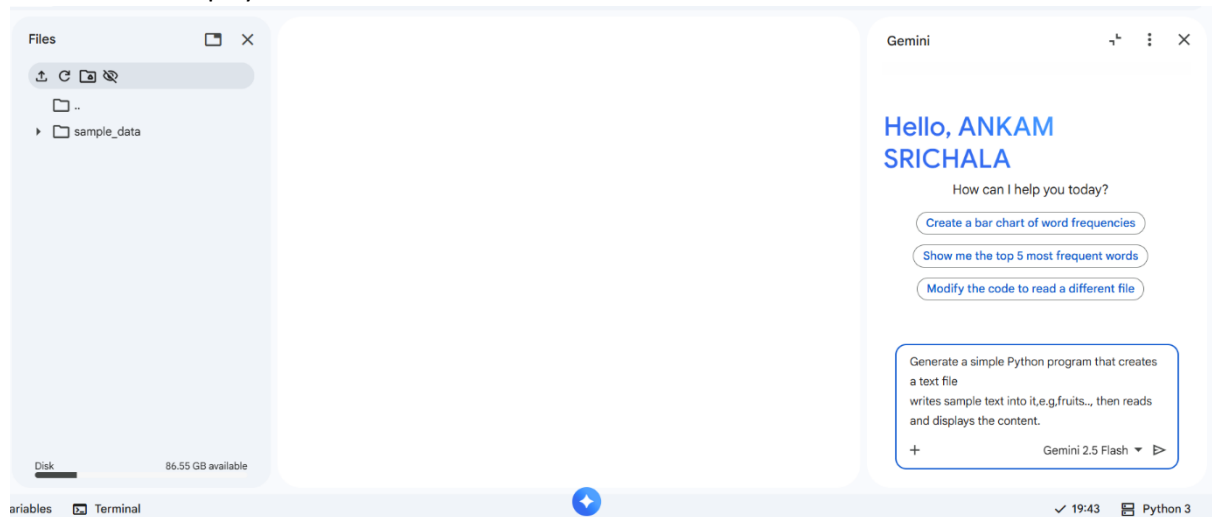 Files
..
sample_data
Disk
86.55 GB available
Gemini
Hello, ANKAM
SRICHALA
How can I help you today?
Create a bar chart of word frequencies
Show me the top 5 most frequent words
Modify the code to read a different file
Generate a simple Python program that creates
a text file
writes sample text into it,e.g,fruits.., then reads
and displays the content.
Gemini 2.5 Flash
ariables
Terminal
19:43
Python 3